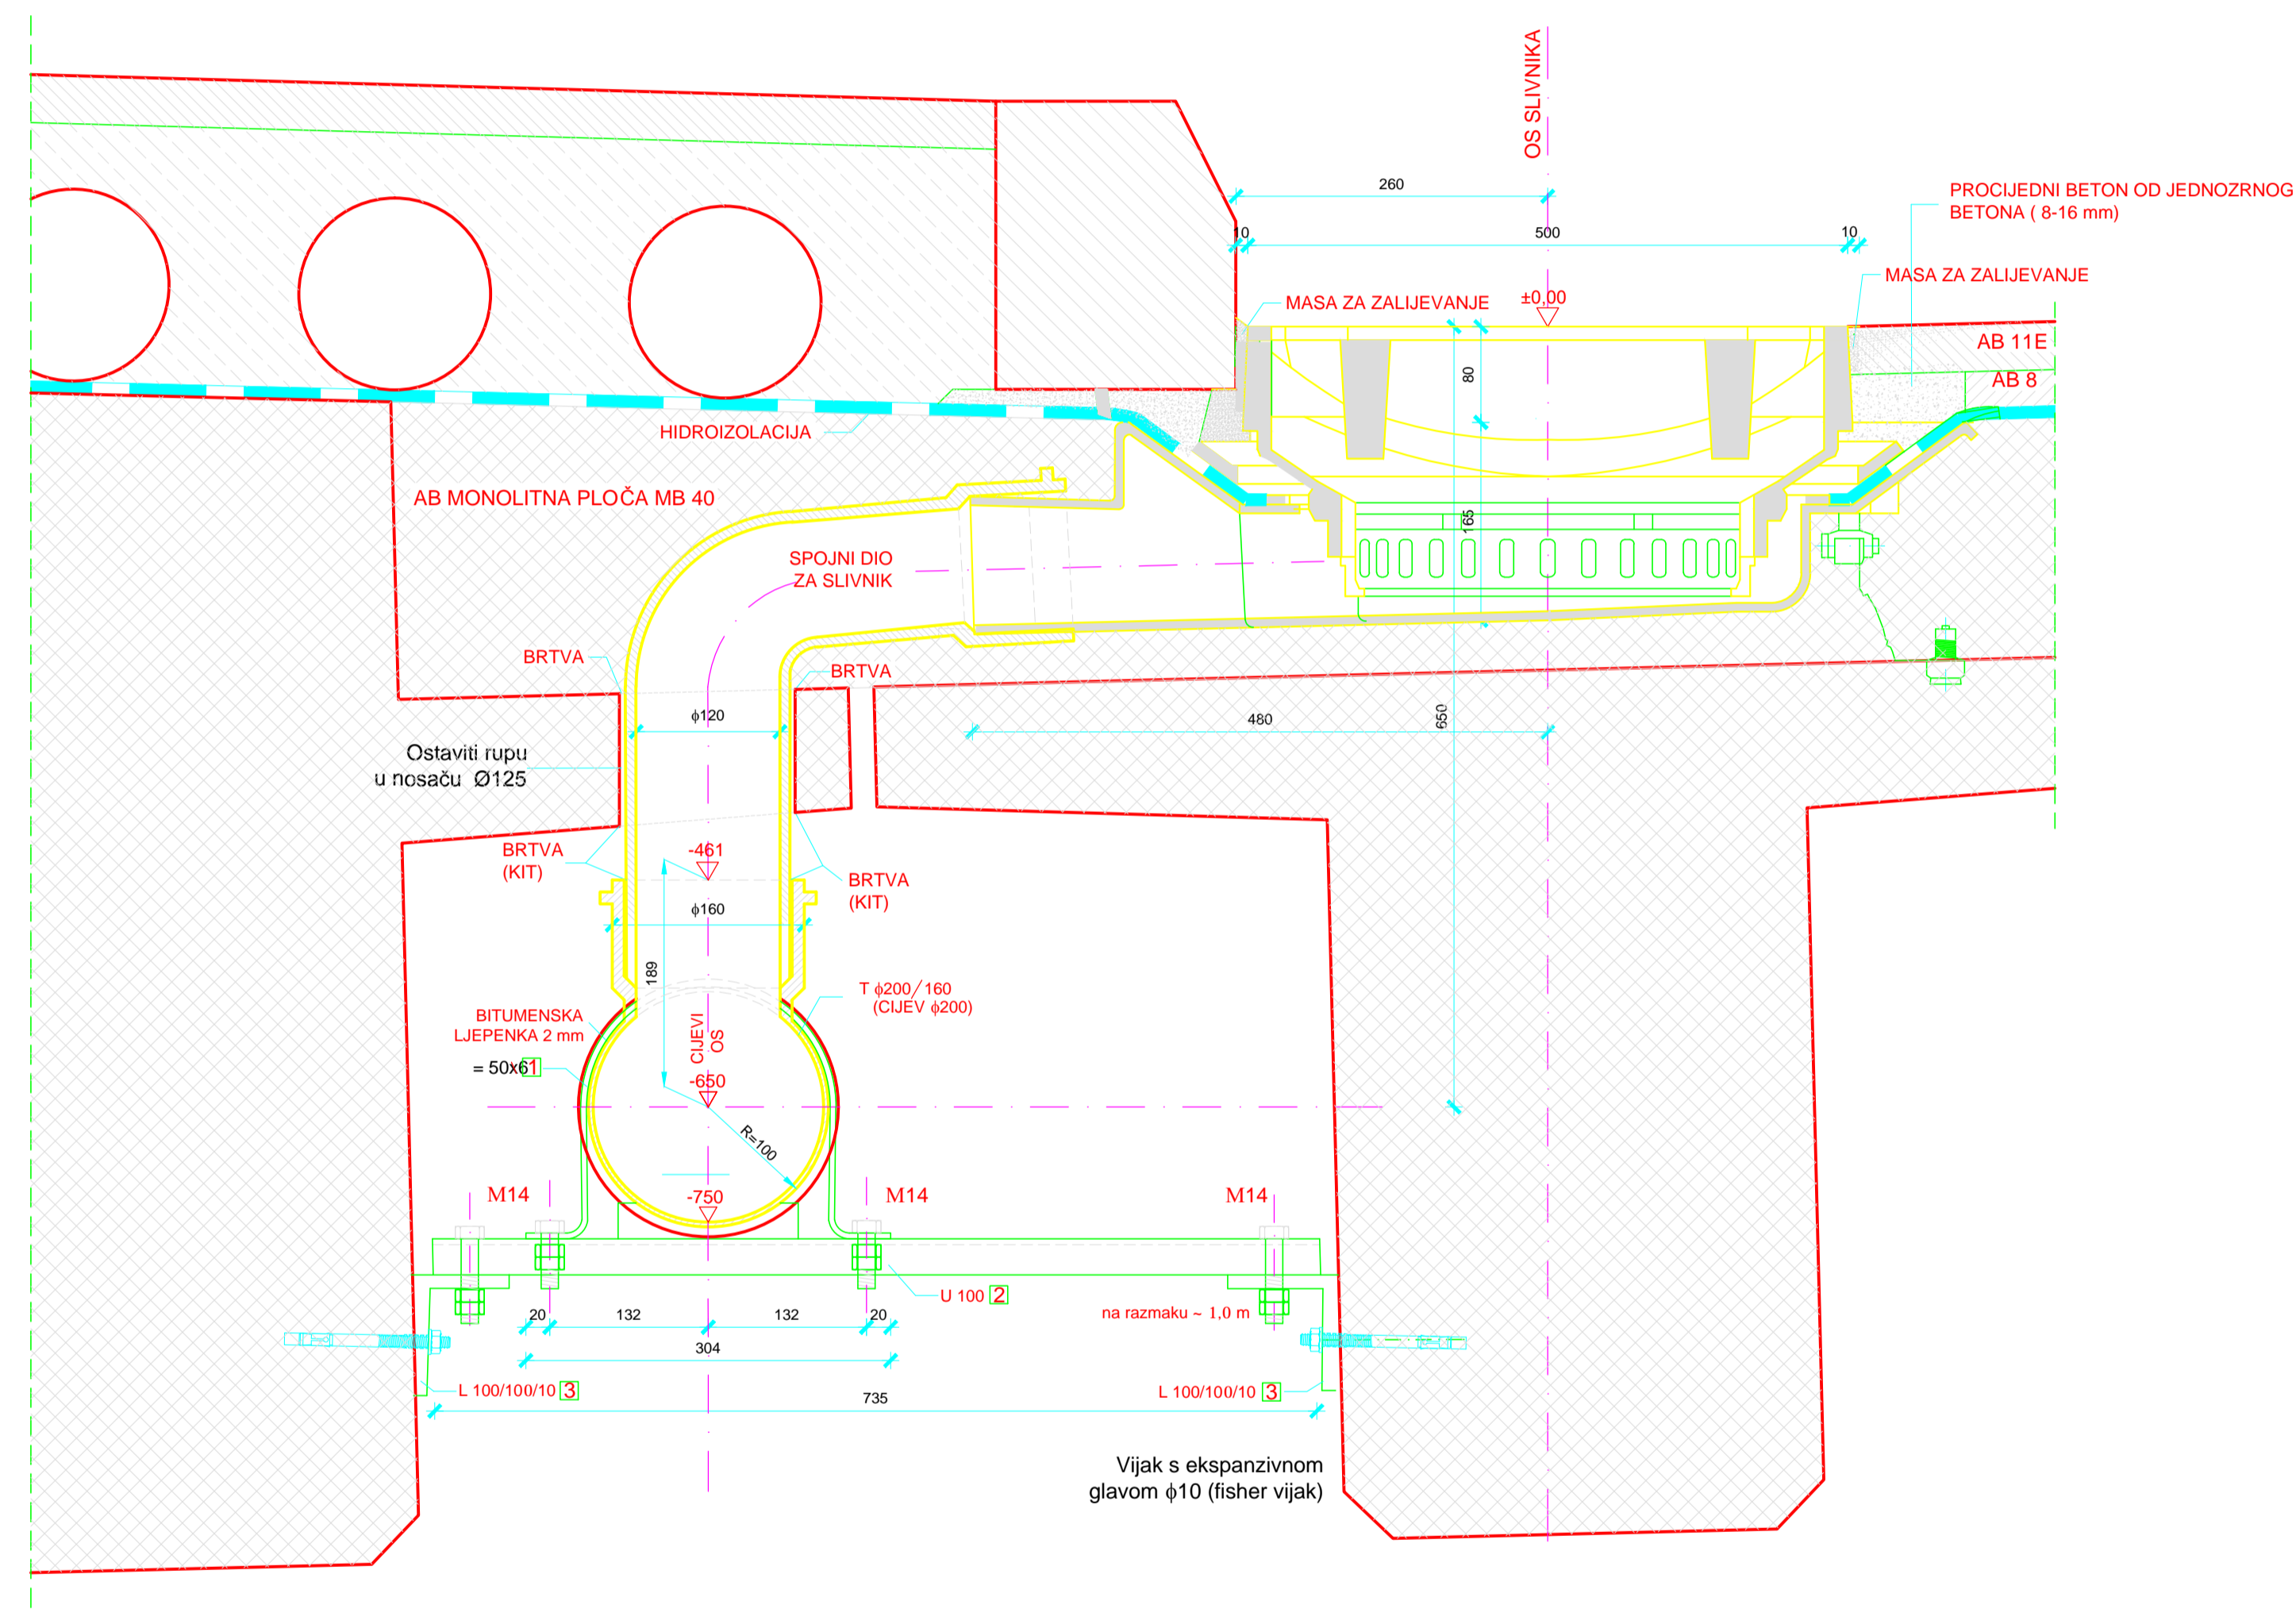 OS SLIVNIKA
260
PROCIJEDNI BETON OD JEDNOZRNOG
BETONA ( 8-16 mm)
10
500
10
MASA ZA ZALIJEVANJE
MASA ZA ZALIJEVANJE
±0,00
AB 11E
AB 8
80
HIDROIZOLACIJA
AB MONOLITNA PLOČA MB 40
165
SPOJNI DIO
ZA SLIVNIK
BRTVA
BRTVA
ϕ120
480
650
Ostaviti rupu
u nosaču Ø125
BRTVA
(KIT)
-461
BRTVA
(KIT)
ϕ160
189
T ϕ200/160
(CIJEV ϕ200)
BITUMENSKA
LJEPENKA 2 mm
CIJEVI
OS
= 50x6 1
-650
R=100
M14
-750
M14
M14
U 100 2
na razmaku ~ 1,0 m
20
132
132
20
304
L 100/100/10 3
L 100/100/10 3
735
Vijak s ekspanzivnom
glavom ϕ10 (fisher vijak)